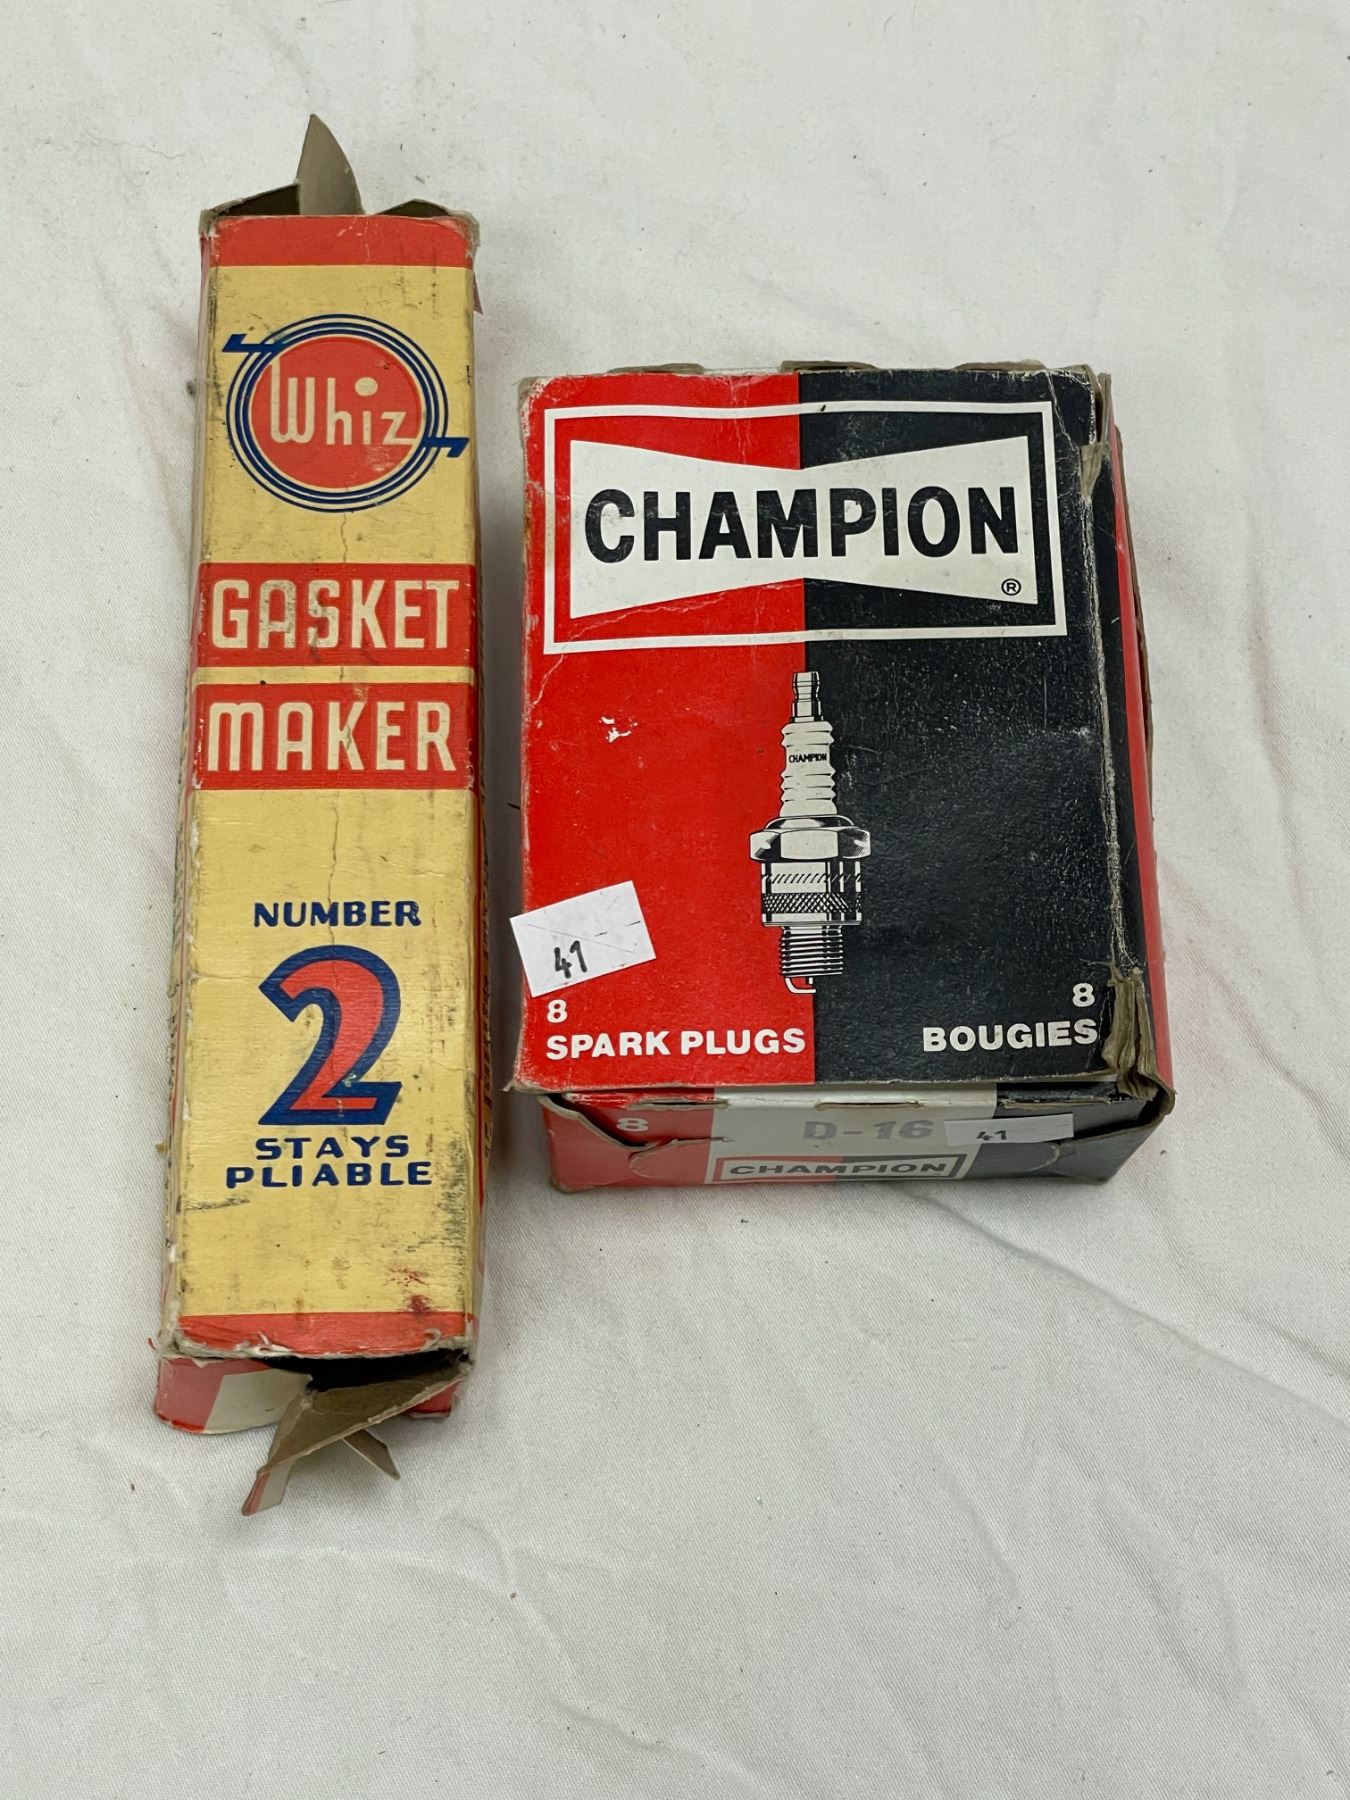 Whiz
GASKET
MAKER
NUMBER
2
STAYS
PLIABLE
CHAMPION
®
CHAMPION
41
8
SPARK PLUGS
8
BOUGIES
8
D-16
41
CHAMPION